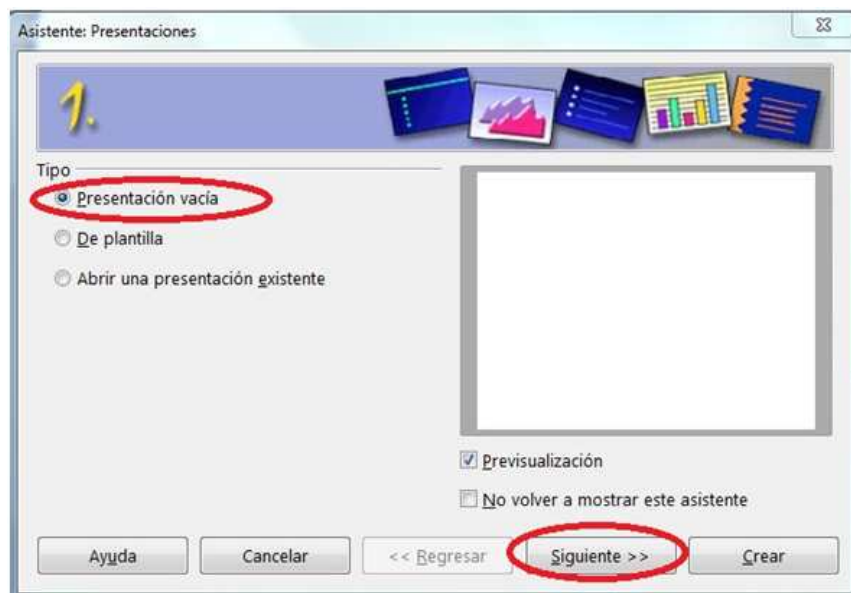 Asistente: Presentaciones
1.
Tipo
Presentación vacía
De plantilla
Abrir una presentación existente
Previsualización
No volver a mostrar este asistente
Ayuda
Cancelar
<< Regresar
Siguiente >>
Crear